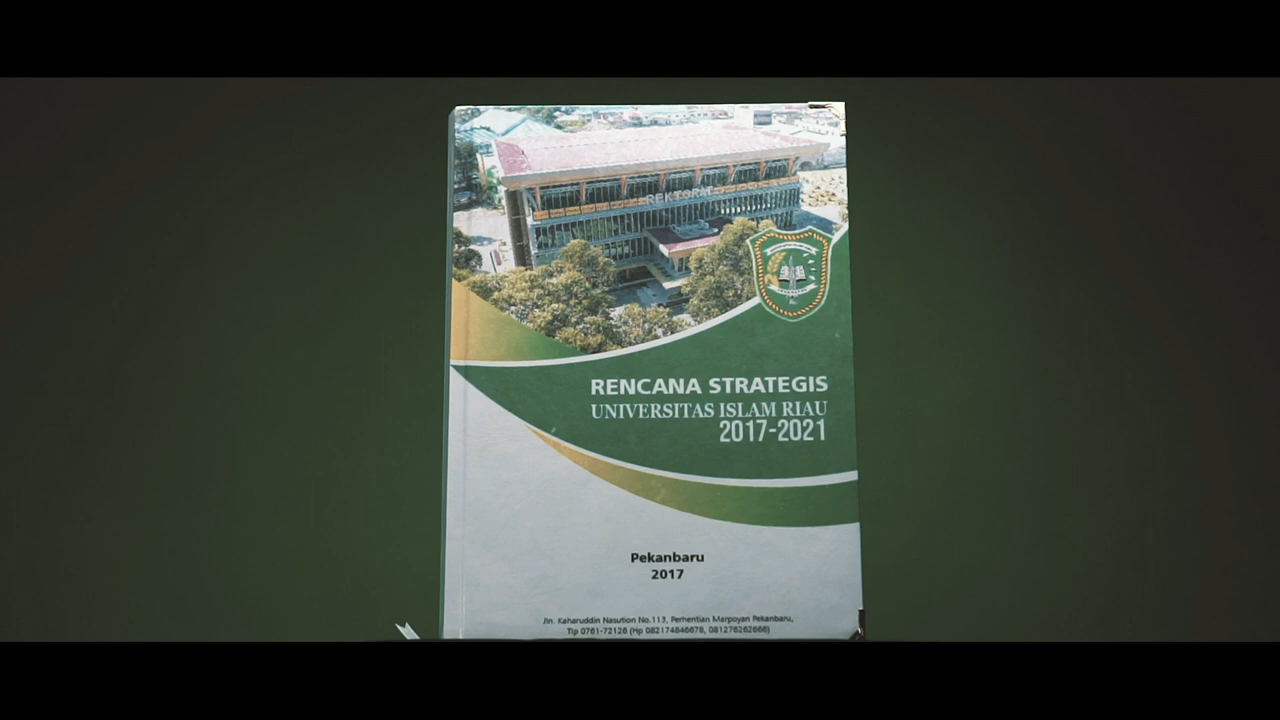 REKTORAT
RENCANA STRATEGIS
UNIVERSITAS ISLAM RIAU
2017-2021
Pekanbaru
2017
Jln. Kaharuddin Nasution No.113, Perhentian Marpoyan Pekanbaru,
Tlp 0761-72126 (Hp 082174846678, 081276262666)